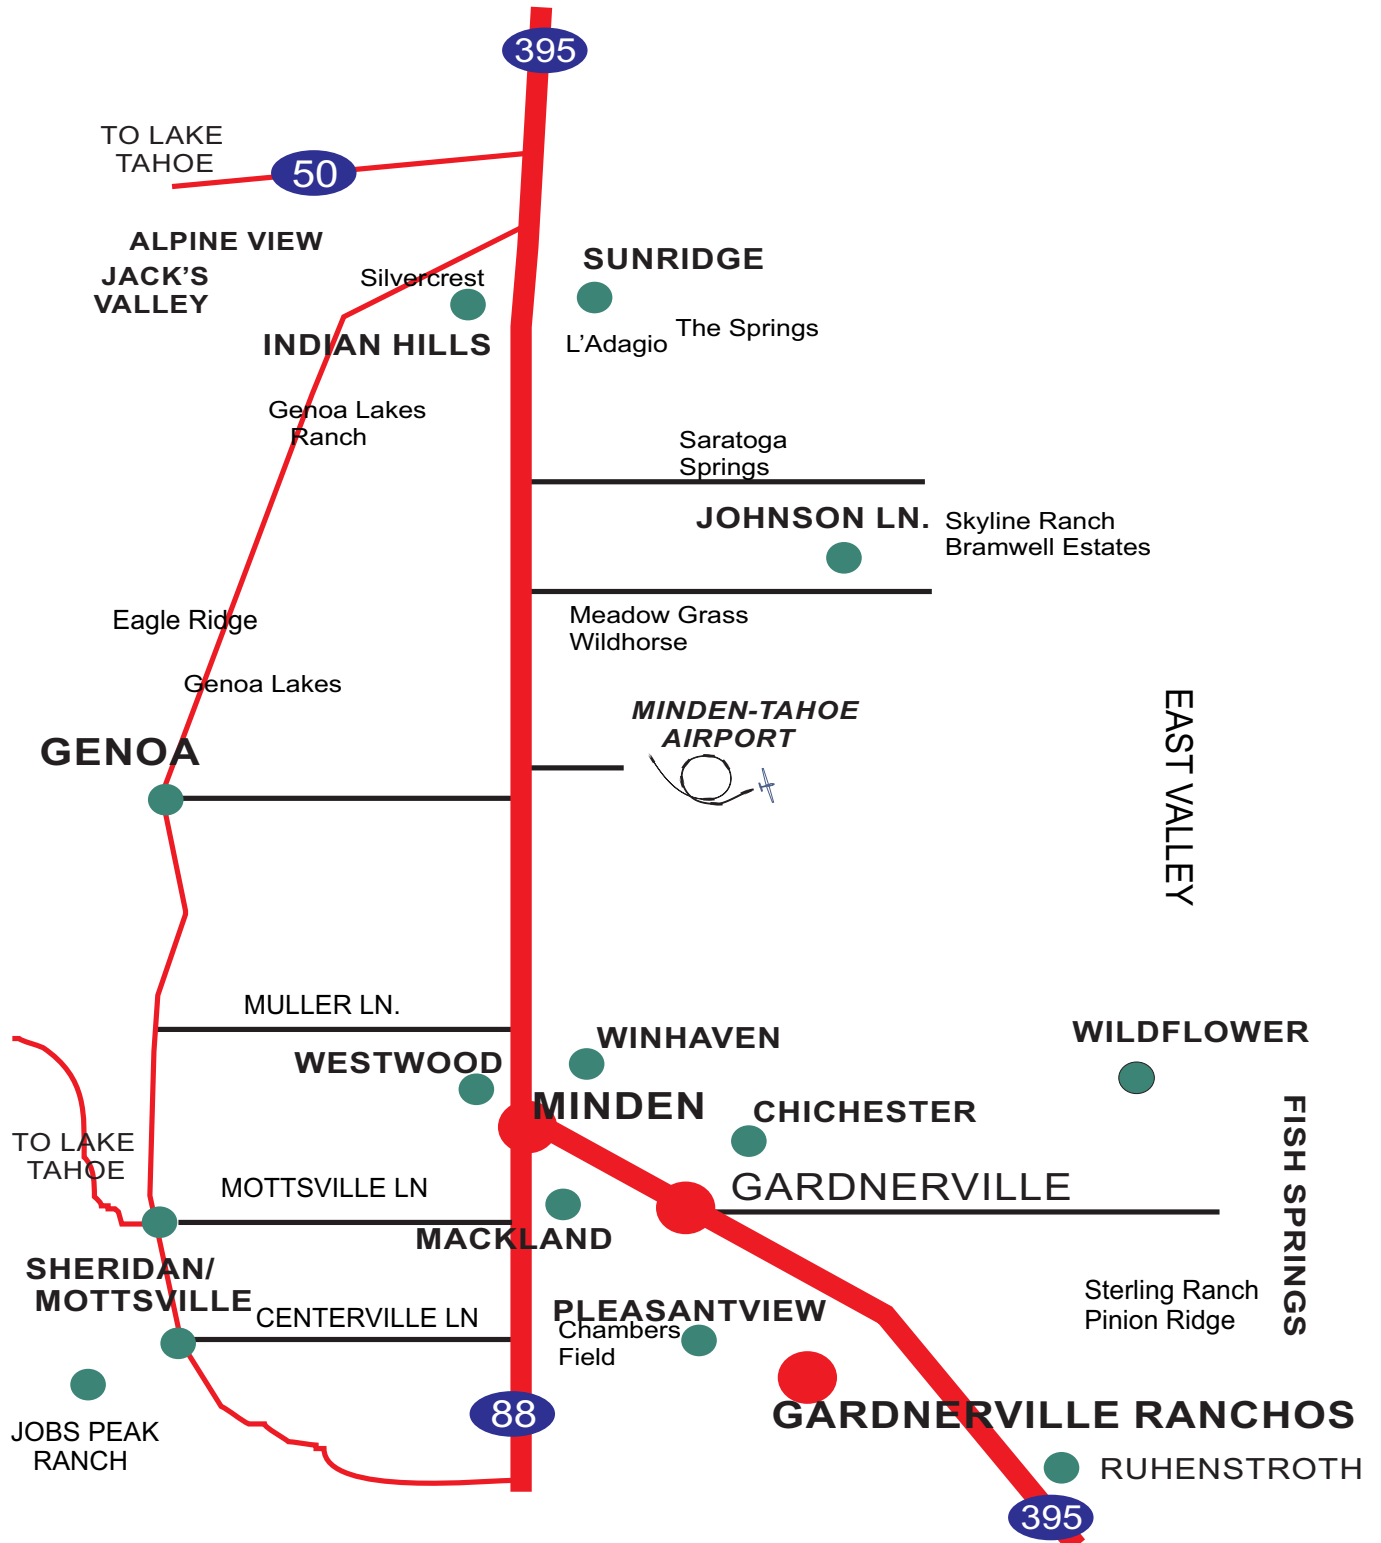 395
TO LAKE
TAHOE
50
ALPINE VIEW
JACK'S
VALLEY
Silvercrest
INDIAN HILLS
SUNRIDGE
L'Adagio
The Springs
Genoa Lakes
Ranch
Saratoga
Springs
JOHNSON LN.
Skyline Ranch
Bramwell Estates
Meadow Grass
Wildhorse
Eagle Ridge
Genoa Lakes
GENOA
MINDEN-TAHOE
AIRPORT
EAST VALLEY
MULLER LN.
WESTWOOD
WINHAVEN
WILDFLOWER
MINDEN
CHICHESTER
FISH SPRINGS
TO LAKE
TAHOE
MOTTSVILLE LN
GARDNERVILLE
MACKLAND
SHERIDAN/
MOTTSVILLE
CENTERVILLE LN
PLEASANTVIEW
Chambers
Field
Sterling Ranch
Pinion Ridge
88
GARDNERVILLE RANCHOS
JOBS PEAK
RANCH
RUHENSTROTH
395